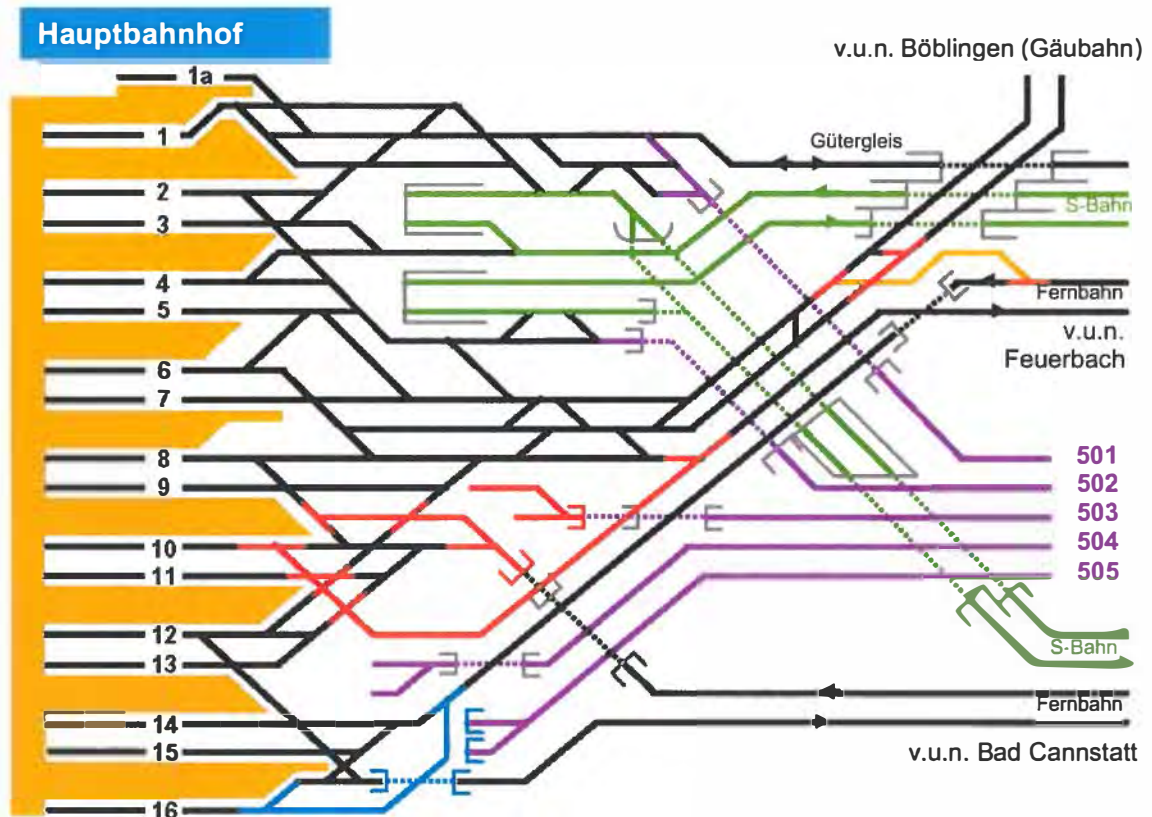 Hauptbahnhof
v.u.n. Böblingen (Gäubahn)
1a
1
Gütergleis
2
S-Bahn
3
4
Fernbahn
5
v.u.n.
Feuerbach
6
7
8
501
9
502
503
10
504
11
505
12
S-Bahn
13
Fernbahn
14
15
v.u.n. Bad Cannstatt
16